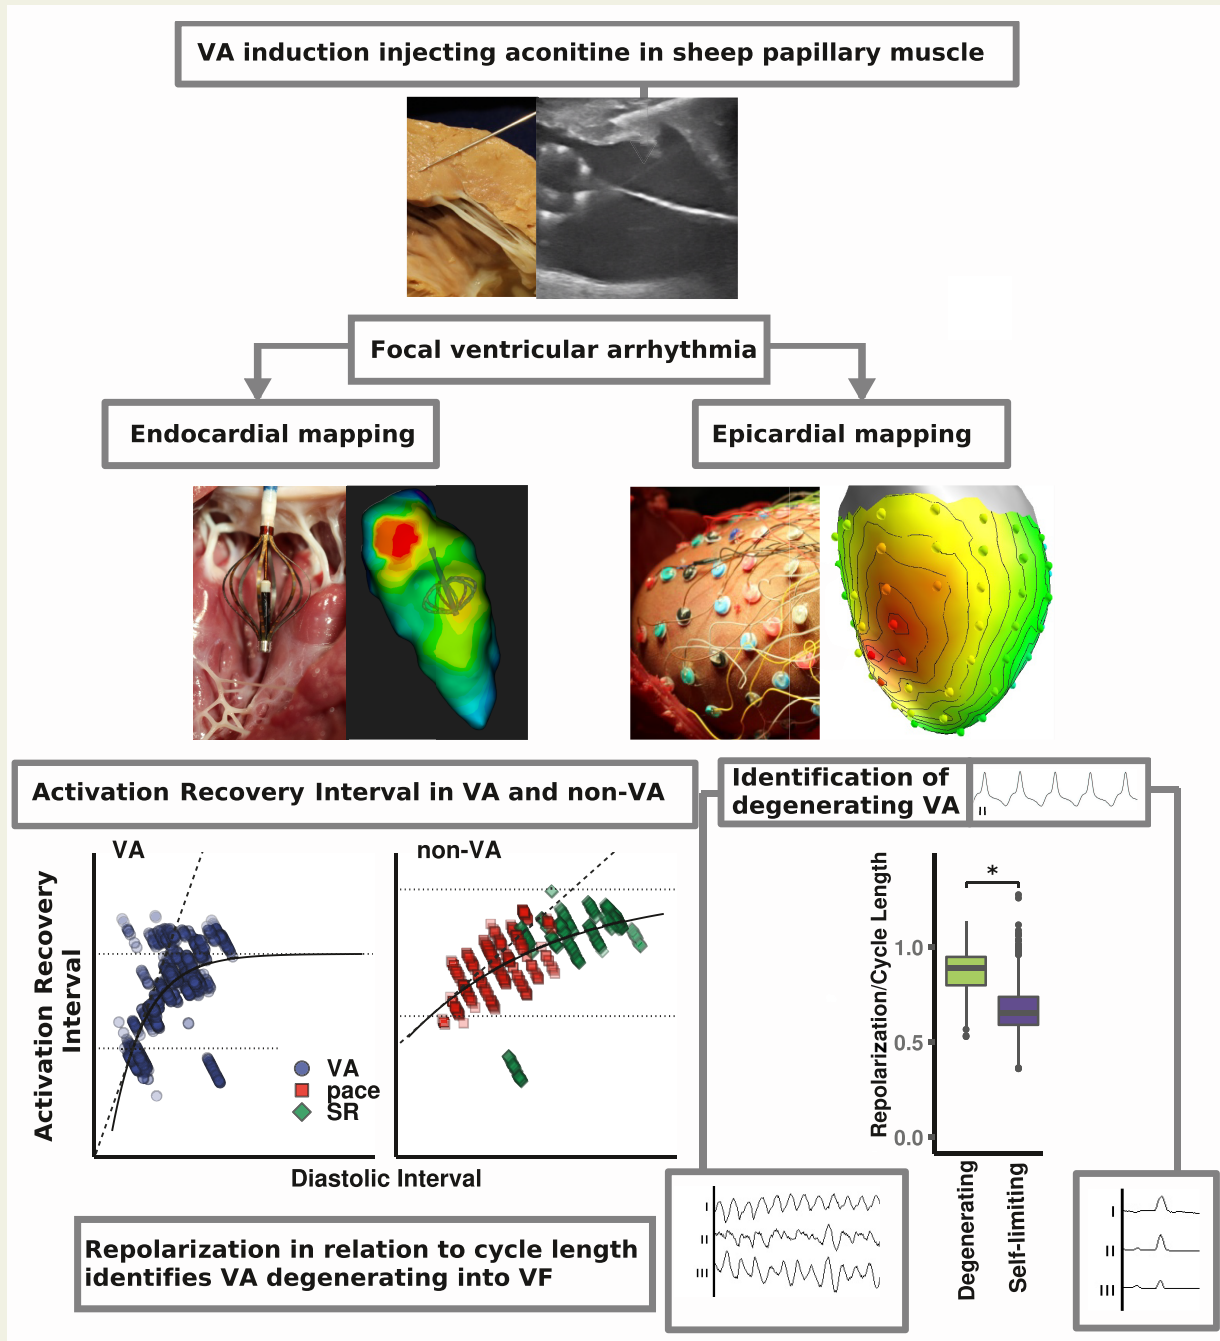 VA induction injecting aconitine in sheep papillary muscle
Focal ventricular arrhythmia
Endocardial mapping
Epicardial mapping
Activation Recovery Interval in VA and non-VA
Identification of
degenerating VA
II
VA
non-VA
Activation Recovery
Interval
VA
pace
SR
Diastolic Interval
Repolarization/Cycle Length
*
1.0
0.5
0.0
Degenerating
Self-limiting
I
II
III
I
II
III
Repolarization in relation to cycle length
identifies VA degenerating into VF